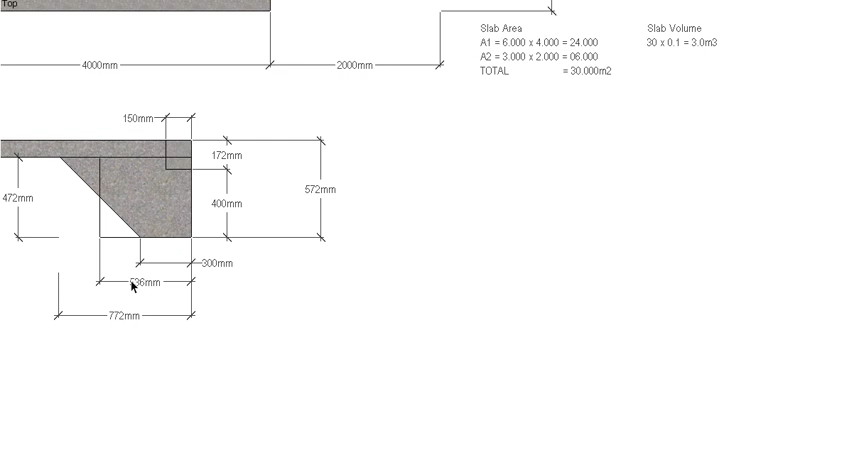 Top
Slab Area
Slab Volume
A1 = 6.000 x 4.000 = 24.000
30 x 0.1 = 3.0m3
A2 = 3.000 x 2.000 = 06.000
4000mm
2000mm
TOTAL = 30.000m2
150mm
172mm
572mm
472mm
400mm
300mm
536mm
772mm